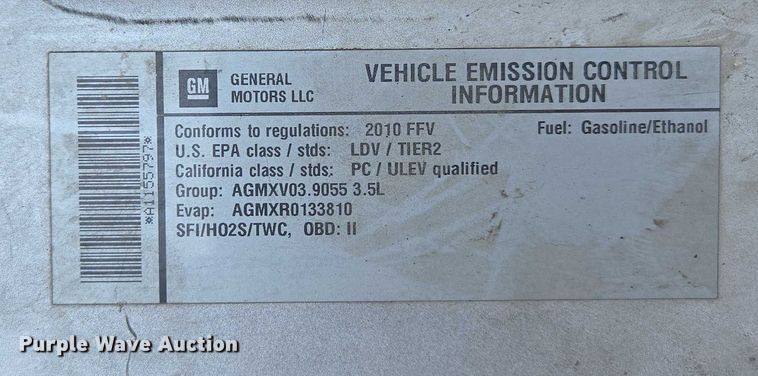 GM
GENERAL MOTORS LLC
VEHICLE EMISSION CONTROL INFORMATION
Conforms to regulations: 2010 FFV Fuel: Gasoline/Ethanol
U.S. EPA class / stds: LDV / TIER2
California class / stds: PC / ULEV qualified
Group: AGMXV03.9055 3.5L
Evap: AGMXR0133810
SFI/HO2S/TWC, OBD: II
*A1155797*
Purple Wave Auction